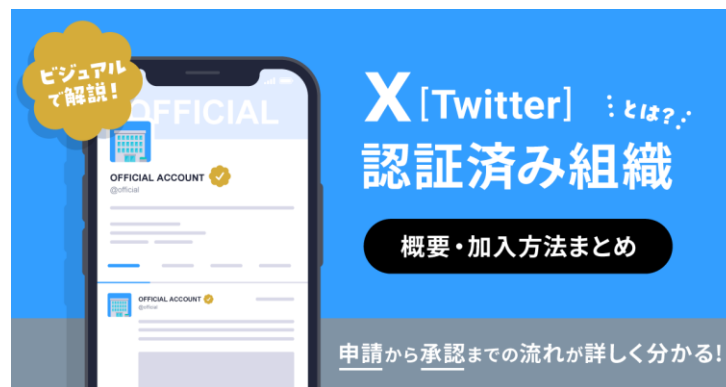 ビジュアル
で解説!
OFFICIAL
OFFICIAL ACCOUNT
@official
OFFICIAL ACCOUNT
@official
X [Twitter] とは?
認証済み組織
概要・加入方法まとめ
申請から承認までの流れが詳しく分かる!